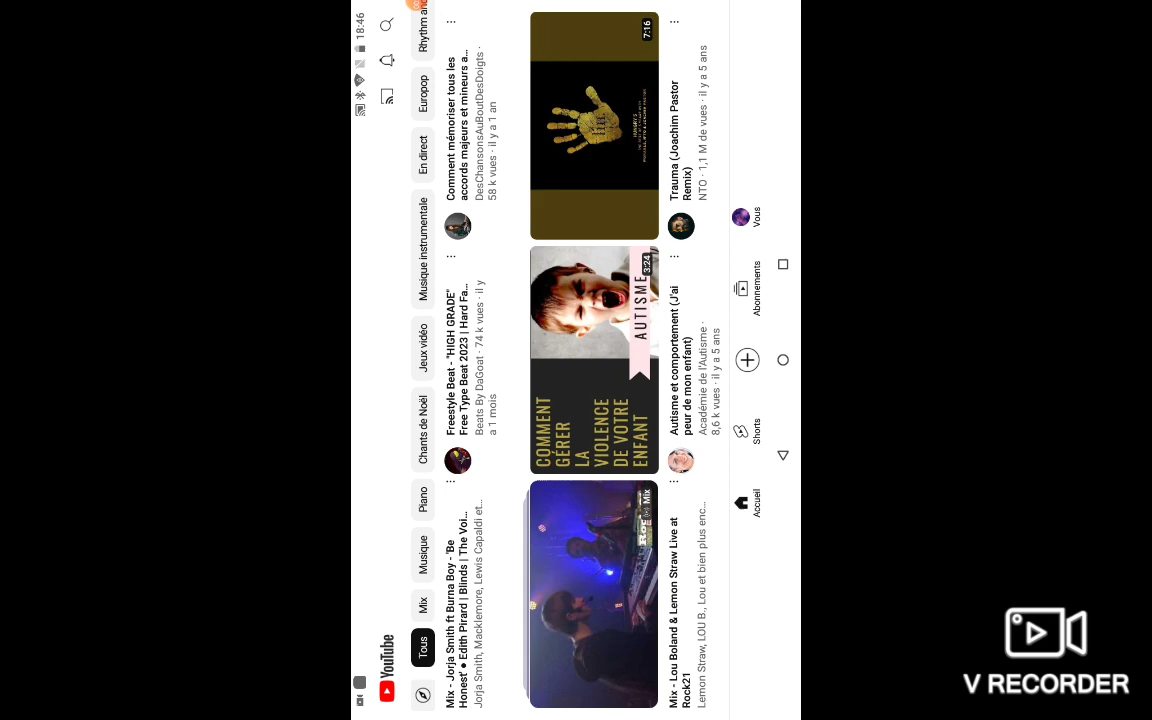 18:46
YouTube
Tous
Mix
Musique
Piano
Chants de Noël
Jeux vidéo
Musique instrumentale
En direct
Europop
Rhythm and
Mix - Jorja Smith ft Burna Boy - 'Be
Honest' ● Edith Pirard | Blinds | The Voi...
Jorja Smith, Macklemore, Lewis Capaldi et...
Freestyle Beat - "HIGH GRADE"
Free Type Beat 2023 | Hard Fa...
Beats By DaGoat · 74 k vues · il y
a 1 mois
Comment mémoriser tous les
accords majeurs et mineurs a...
DesChansonsAuBoutDesDoigts ·
58 k vues · il y a 1 an
Mix
Mix - Lou Boland & Lemon Straw Live at
Rock21
Lemon Straw, LOU B., Lou et bien plus enc...
COMMENT
GÉRER
LA
VIOLENCE
DE VOTRE
ENFANT
AUTISME
3:24
Autisme et comportement (J'ai
peur de mon enfant)
Académie de l'Autisme ·
8,6 k vues · il y a 5 ans
7:16
Trauma (Joachim Pastor
Remix)
NTO · 1,1 M de vues · il y a 5 ans
Accueil
Shorts
Abonnements
Vous
V RECORDER